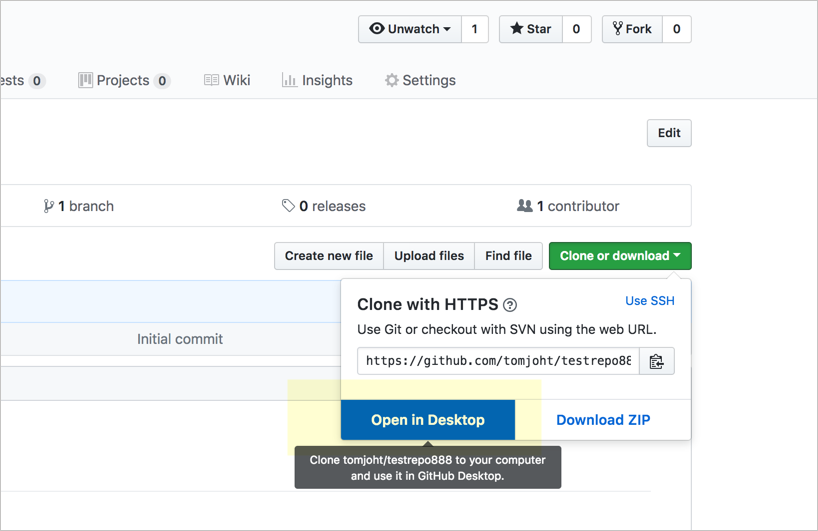 Unwatch 1 Star 0 Fork 0
ests 0 Projects 0 Wiki Insights Settings
Edit
1 branch 0 releases 1 contributor
Create new file Upload files Find file Clone or download
Clone with HTTPS Use SSH
Use Git or checkout with SVN using the web URL.
Initial commit
https://github.com/tomjoht/testrepo88
Open in Desktop Download ZIP
Clone tomjoht/testrepo888 to your computer
and use it in GitHub Desktop.